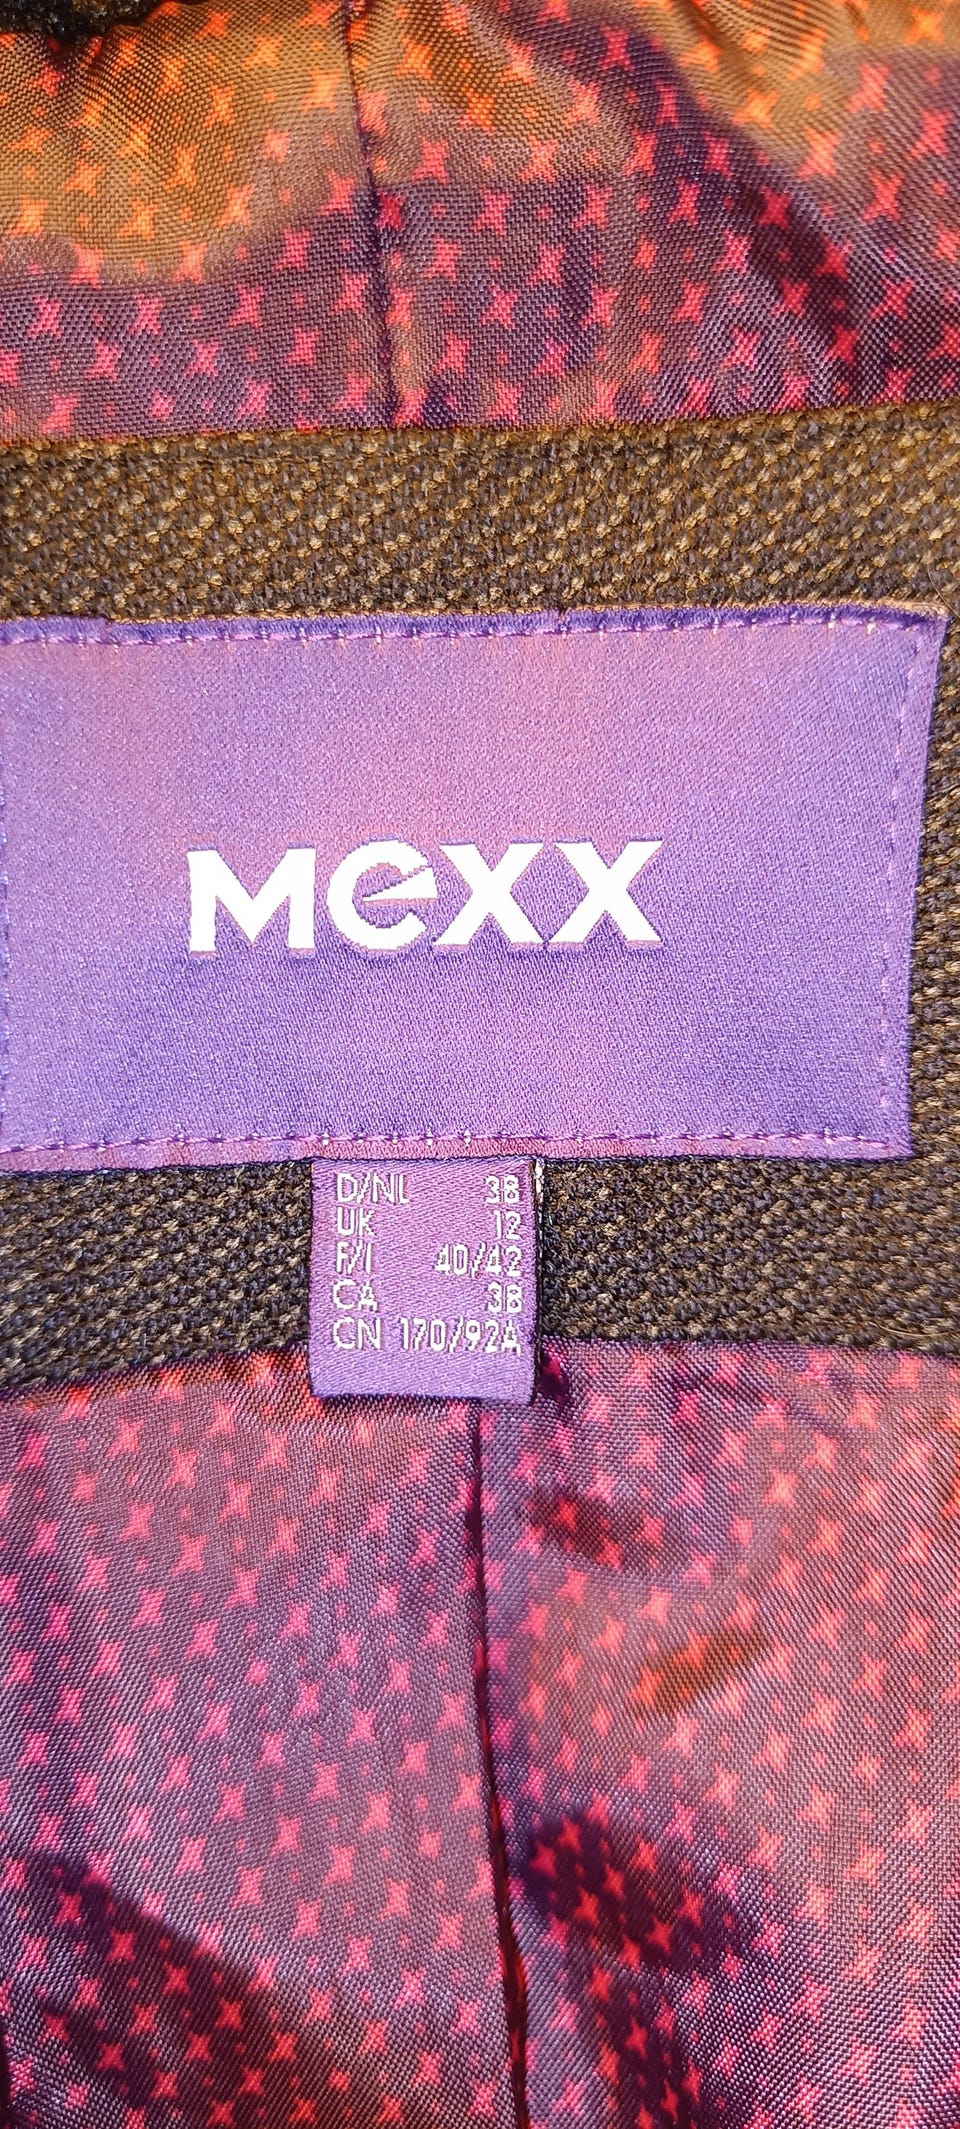 mexx
D/NL 38
UK 12
F/I 40/42
CA 38
CN 170/92A